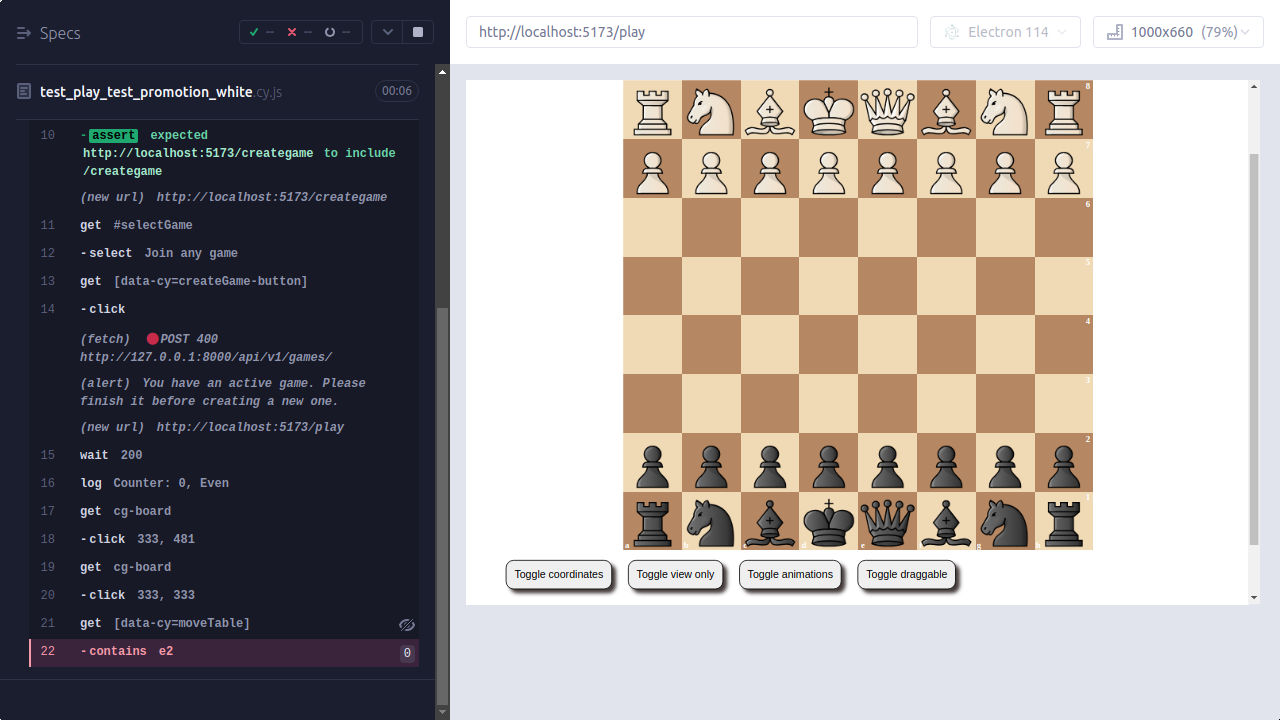 Specs
--
--
--
http://localhost:5173/play
Electron 114
1000x660 (79%)
test_play_test_promotion_white.cy.js
00:06
10 -assert expected
http://localhost:5173/creategame to include
/creategame
(new url) http://localhost:5173/creategame
11 get #selectGame
12 -select Join any game
13 get [data-cy=createGame-button]
14 -click
(fetch) POST 400
http://127.0.0.1:8000/api/v1/games/
(alert) You have an active game. Please
finish it before creating a new one.
(new url) http://localhost:5173/play
15 wait 200
16 log Counter: 0, Even
17 get cg-board
18 -click 333, 481
19 get cg-board
20 -click 333, 333
21 get [data-cy=moveTable]
22 -contains e2 0
8
7
6
5
4
3
2
1
a b c d e g h
Toggle coordinates
Toggle view only
Toggle animations
Toggle draggable